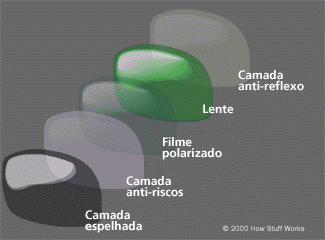 Camada
anti-reflexo
Lente
Filme
polarizado
Camada
anti-riscos
Camada
espelhada
© 2000 How Stuff Works